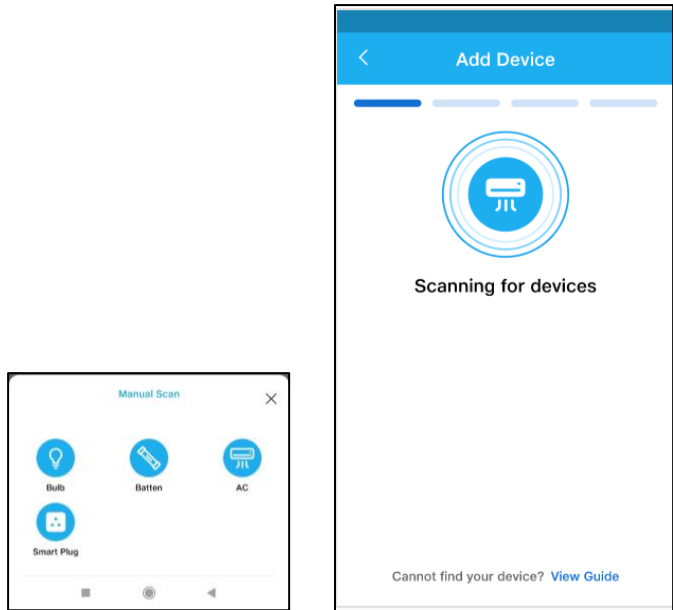 Manual Scan
Bulb
Batten
AC
Smart Plug
Add Device
Scanning for devices
Cannot find your device? View Guide